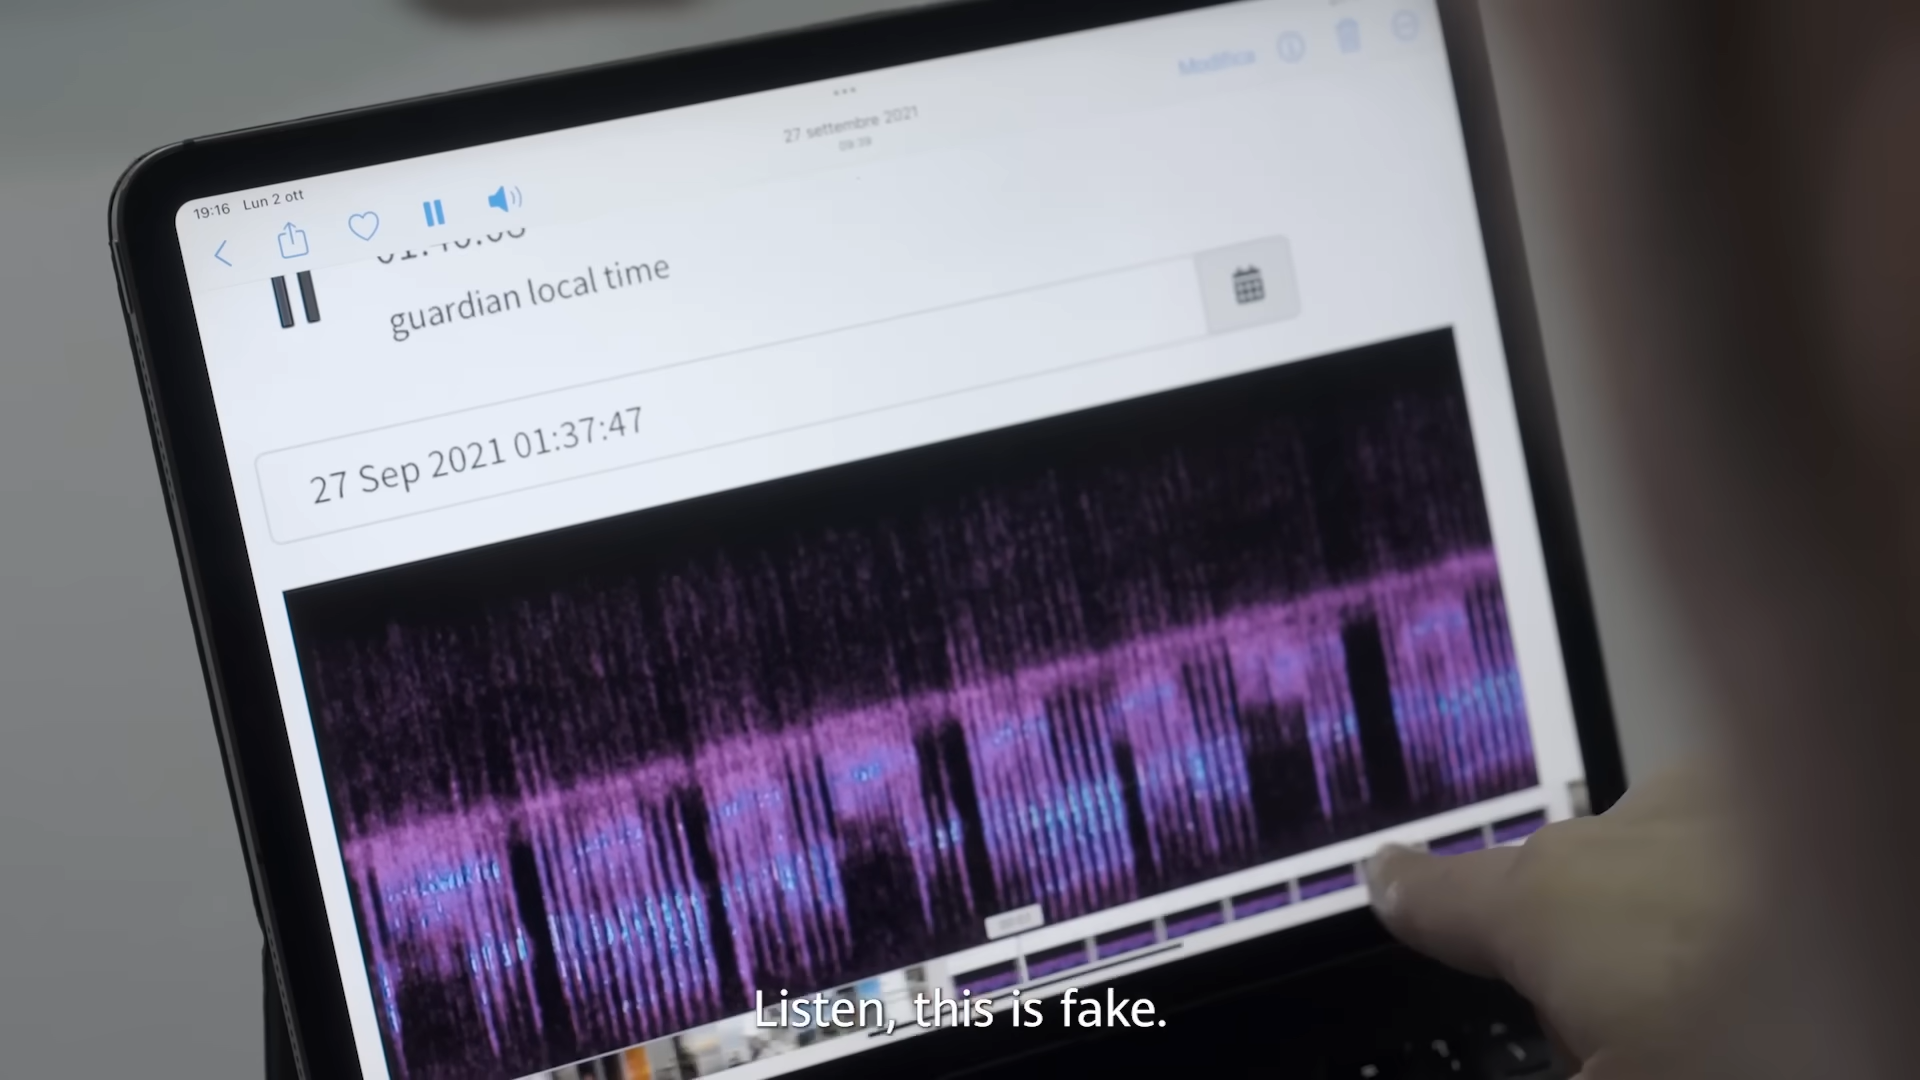 Modifica
27 settembre 2021
19:16 Lun 2 ott
guardian local time
27 Sep 2021 01:37:47
Listen, this is fake.